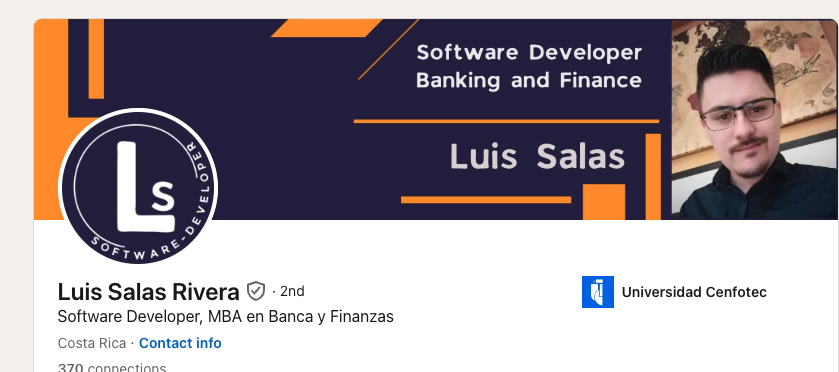 Software Developer
Banking and Finance
Luis Salas
Ls
SOFTWARE-DEVELOPER
Luis Salas Rivera · 2nd
Universidad Cenfotec
Software Developer, MBA en Banca y Finanzas
Costa Rica · Contact info
370 connections